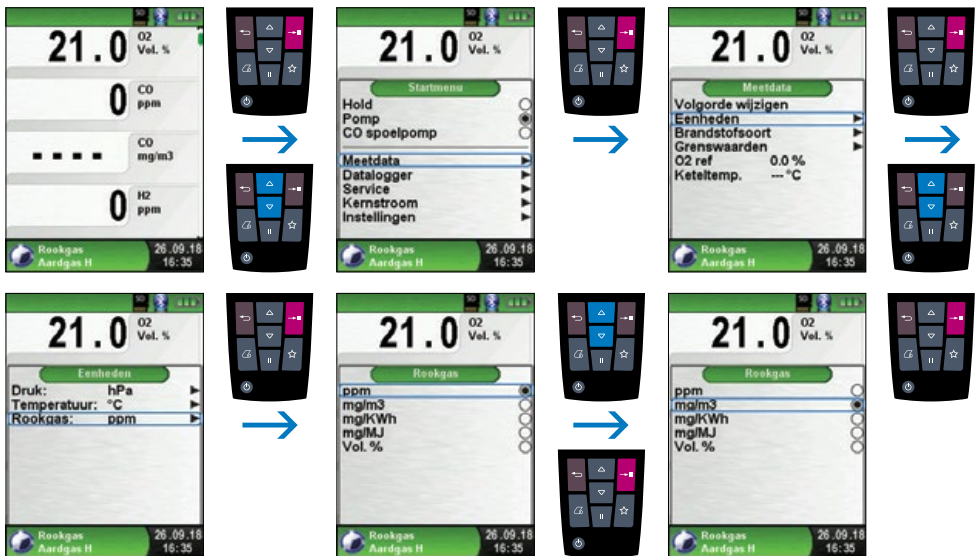 SD
21.0 O2 Vol. %
0 CO ppm
---- CO mg/m3
0 H2 ppm
Rookgas 26.09.18
Aardgas H 16:35
SD
21.0 O2 Vol. %
Startmenu
Hold
Pomp
CO spoelpomp
Meetdata
Datalogger
Service
Kernstroom
Instellingen
Rookgas 26.09.18
Aardgas H 16:35
SD
21.0 O2 Vol. %
Meetdata
Volgorde wijzigen
Eenheden
Brandstofsoort
Grenswaarden
O2 ref 0.0 %
Keteltemp. --- °C
Rookgas 26.09.18
Aardgas H 16:35
SD
21.0 O2 Vol. %
Eenheden
Druk: hPa
Temperatuur: °C
Rookgas: ppm
Rookgas 26.09.18
Aardgas H 16:35
SD
21.0 O2 Vol. %
Rookgas
ppm
mg/m3
mg/KWh
mg/MJ
Vol. %
Rookgas 26.09.18
Aardgas H 16:35
SD
21.0 O2 Vol. %
Rookgas
ppm
mg/m3
mg/KWh
mg/MJ
Vol. %
Rookgas 26.09.18
Aardgas H 16:35